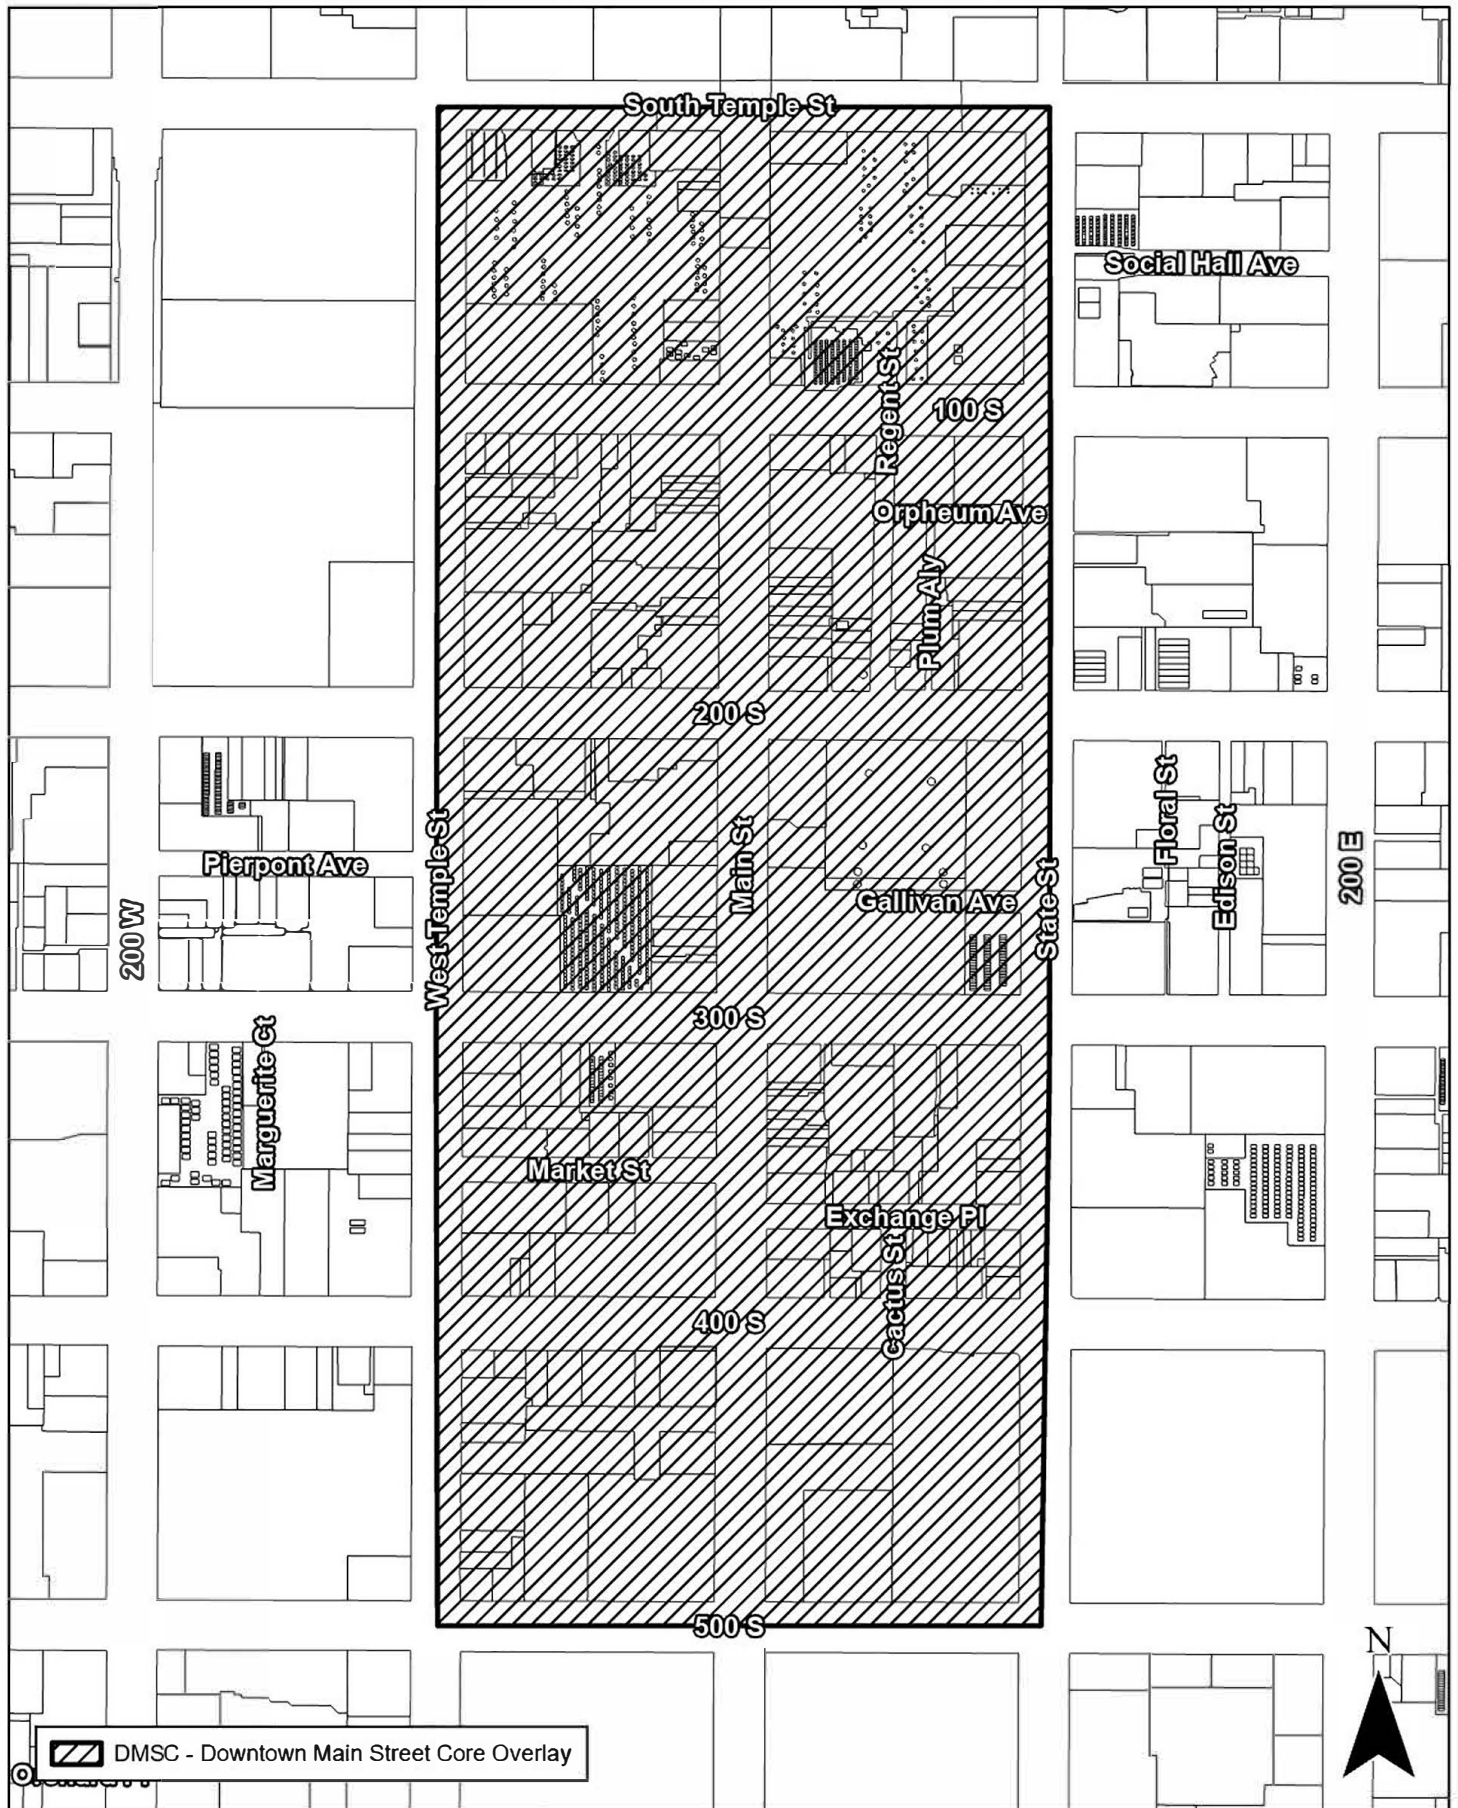 South Temple St
Social Hall Ave
Regent St
100 S
Orpheum Ave
Plum Aly
200 S
Floral St
Edison St
West Temple St
Main St
State St
200 E
Pierpont Ave
Gallivan Ave
200 W
300 S
Marguerite Ct
Market St
Exchange Pl
Cactus St
400 S
500 S
N
DMSC - Downtown Main Street Core Overlay